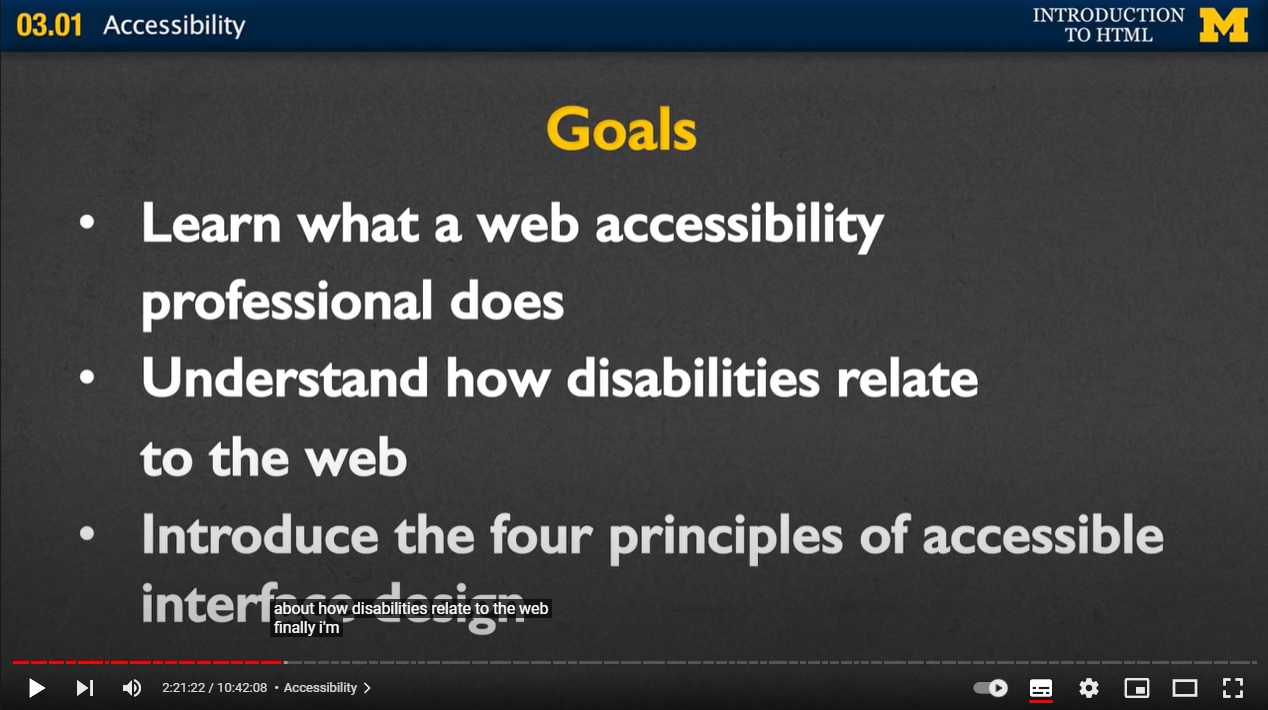 03.01 Accessibility
INTRODUCTION
TO HTML
M
Goals
• Learn what a web accessibility
professional does
• Understand how disabilities relate
to the web
• Introduce the four principles of accessible
interface design
about how disabilities relate to the web
finally i'm
2:21:22 / 10:42:08 • Accessibility >